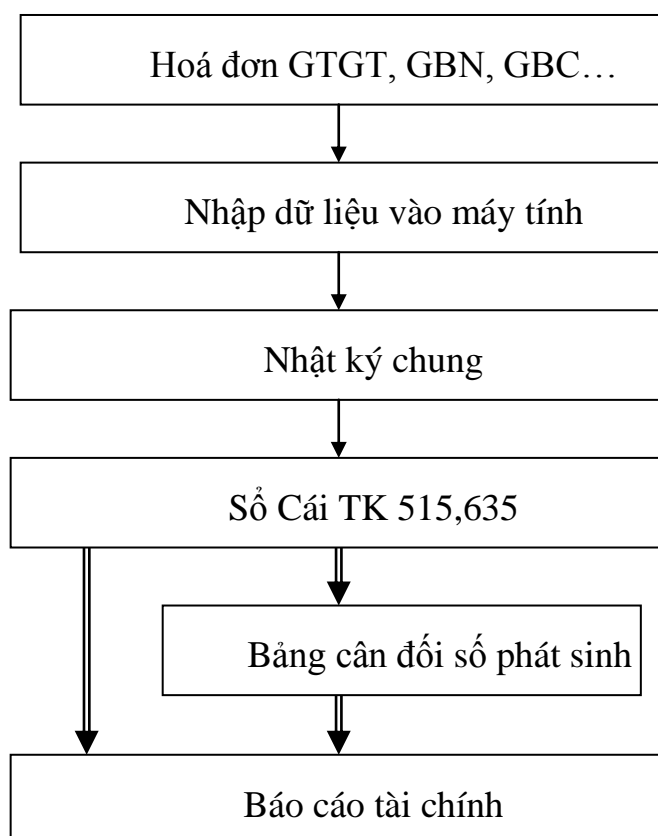 Hoá đơn GTGT, GBN, GBC…
Nhập dữ liệu vào máy tính
Nhật ký chung
Sổ Cái TK 515,635
Bảng cân đối số phát sinh
Báo cáo tài chính